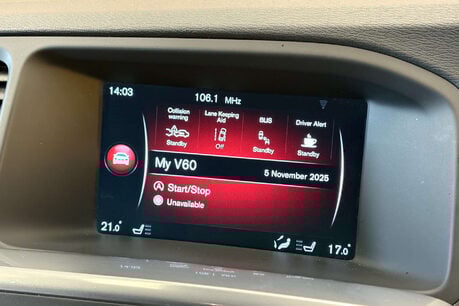 14:03
106.1 MHz
Collision warning
Lane Keeping Aid
BLIS
Driver Alert
Standby
Off
Standby
Standby
My V60
5 November 2025
Start/Stop
Unavailable
21.0°
17.0°